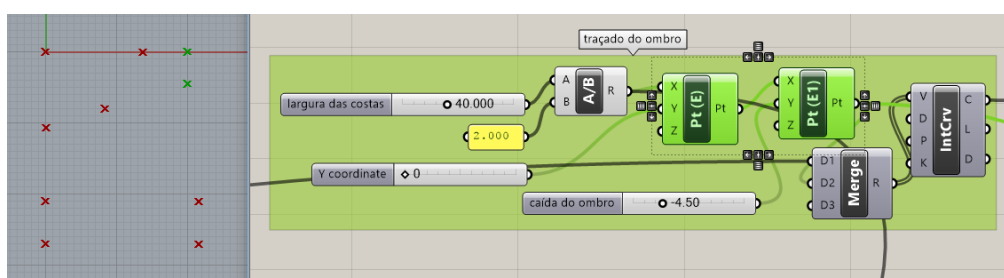 traçado do ombro
largura das costas 40.000
2.000
A B A/B R
X Y Z Pt (E) Pt
X Y Z Pt (E1) Pt
V D P K IntCrv C L D
Y coordinate 0
D1 D2 D3 Merge R
caída do ombro -4.50